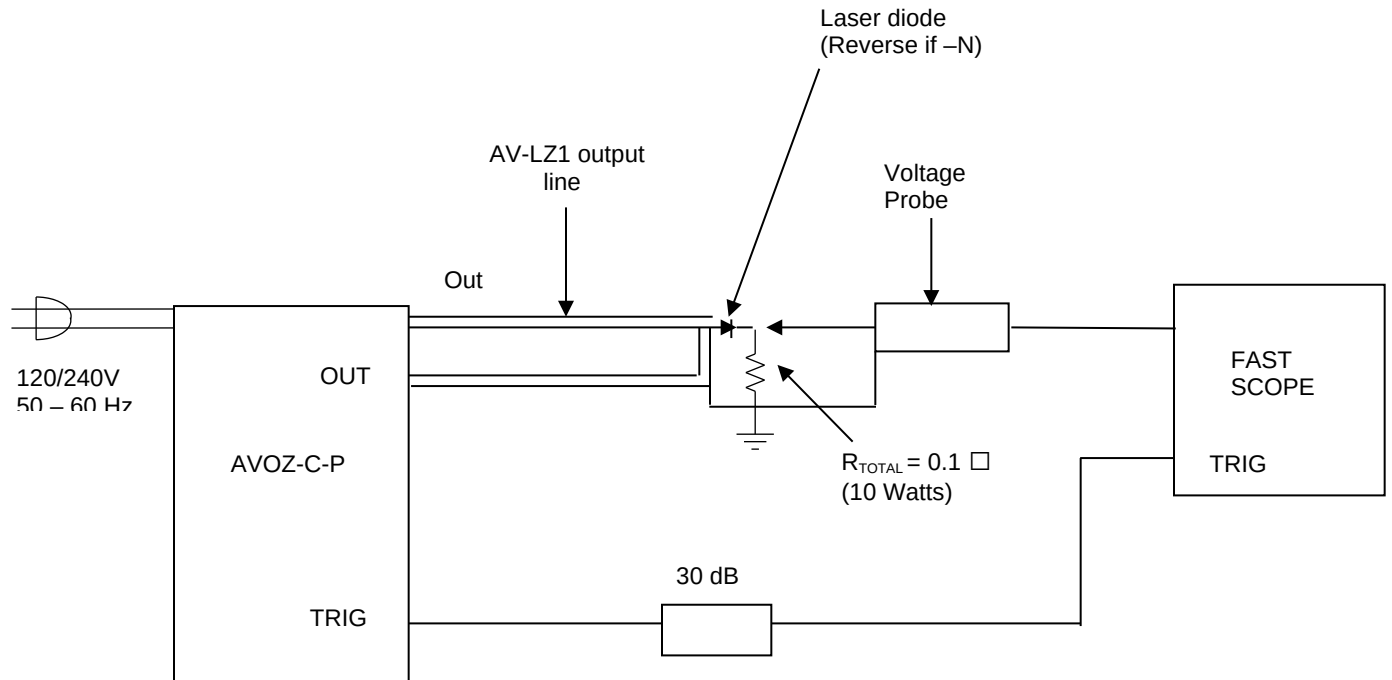 Laser diode
(Reverse if –N)
AV-LZ1 output
line
Voltage
Probe
Out
120/240V
50 – 60 Hz
OUT
AVOZ-C-P
FAST
SCOPE
TRIG
R_TOTAL = 0.1 □
(10 Watts)
30 dB
TRIG